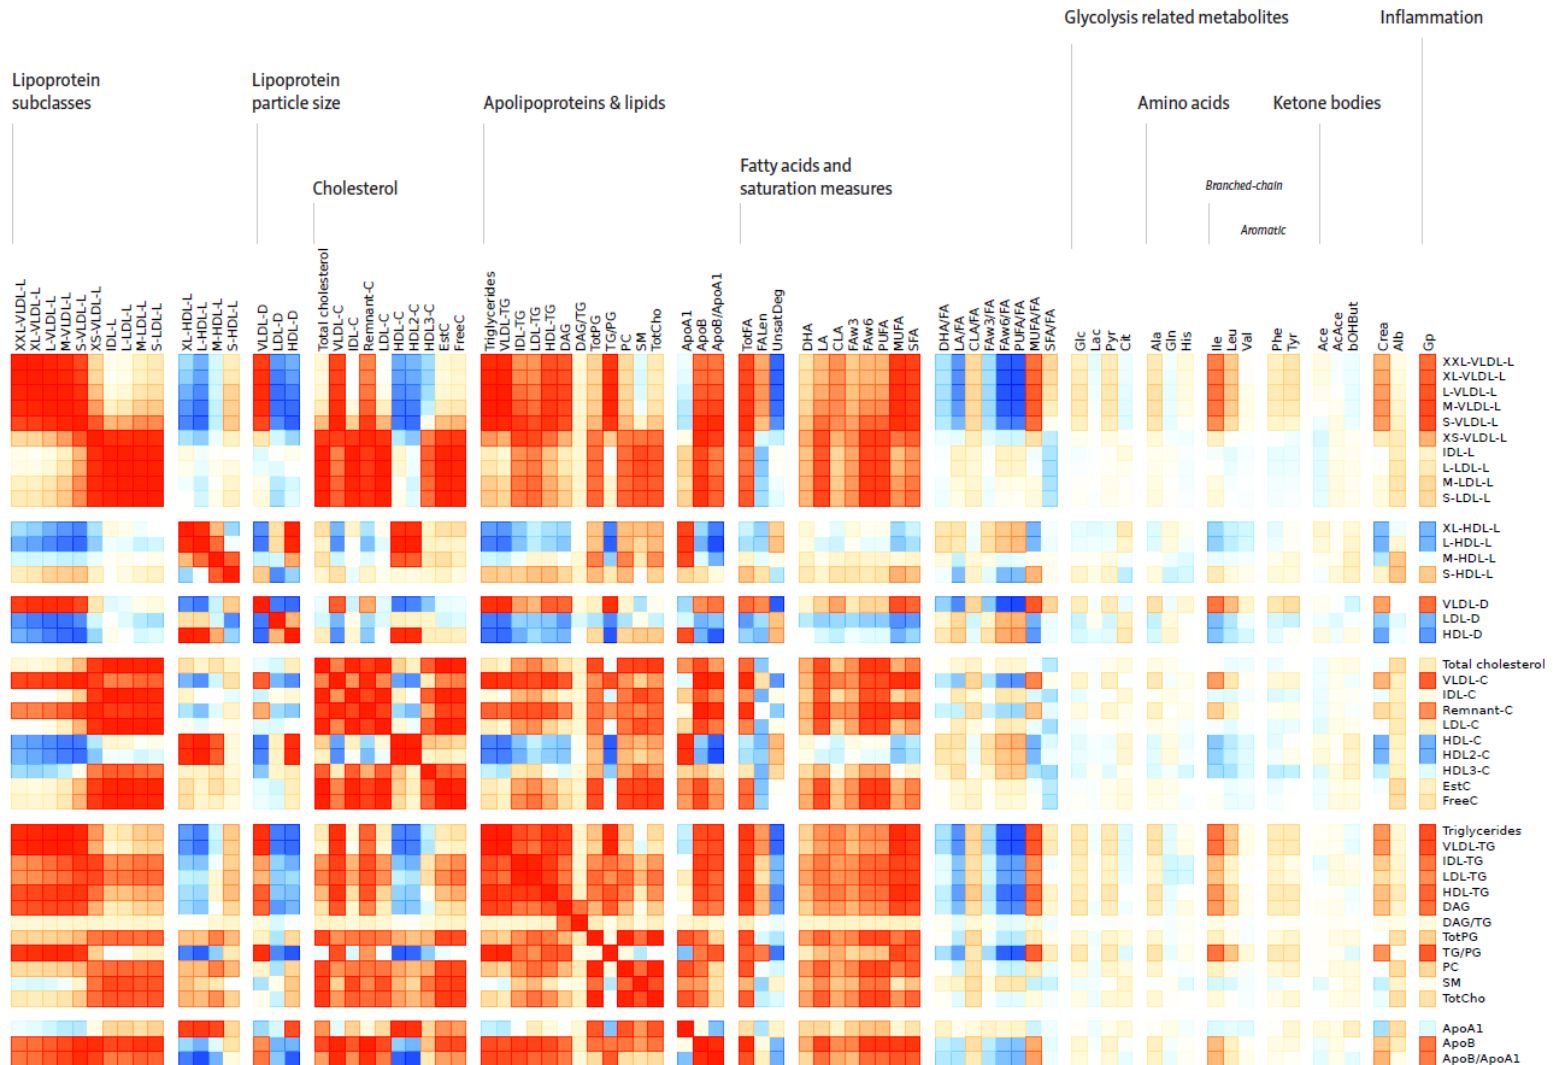 Glycolysis related metabolites
Inflammation
Lipoprotein
subclasses
Lipoprotein
particle size
Apolipoproteins & lipids
Amino acids
Ketone bodies
Fatty acids and
saturation measures
Cholesterol
Branched-chain
Aromatic
XXL-VLDL-L
XL-VLDL-L
L-VLDL-L
M-VLDL-L
S-VLDL-L
XS-VLDL-L
IDL-L
L-LDL-L
M-LDL-L
S-LDL-L
XL-HDL-L
L-HDL-L
M-HDL-L
S-HDL-L
VLDL-D
LDL-D
HDL-D
Total cholesterol
VLDL-C
IDL-C
Remnant-C
LDL-C
HDL-C
HDL2-C
HDL3-C
EstC
FreeC
Triglycerides
VLDL-TG
IDL-TG
LDL-TG
HDL-TG
DAG
DAG/TG
TotPG
TG/PG
PC
SM
TotCho
ApoA1
ApoB
ApoB/ApoA1
TotFA
FALen
UnsatDeg
DHA
LA
CLA
FAw3
FAw6
PUFA
MUFA
SFA
DHA/FA
LA/FA
CLA/FA
FAw3/FA
FAw6/FA
PUFA/FA
MUFA/FA
SFA/FA
Glc
Lac
Pyr
Cit
Ala
Gln
His
Ile
Leu
Val
Phe
Tyr
Ace
AcAce
bOHBut
Crea
Alb
Gp
XXL-VLDL-L
XL-VLDL-L
L-VLDL-L
M-VLDL-L
S-VLDL-L
XS-VLDL-L
IDL-L
L-LDL-L
M-LDL-L
S-LDL-L
XL-HDL-L
L-HDL-L
M-HDL-L
S-HDL-L
VLDL-D
LDL-D
HDL-D
Total cholesterol
VLDL-C
IDL-C
Remnant-C
LDL-C
HDL-C
HDL2-C
HDL3-C
EstC
FreeC
Triglycerides
VLDL-TG
IDL-TG
LDL-TG
HDL-TG
DAG
DAG/TG
TotPG
TG/PG
PC
SM
TotCho
ApoA1
ApoB
ApoB/ApoA1